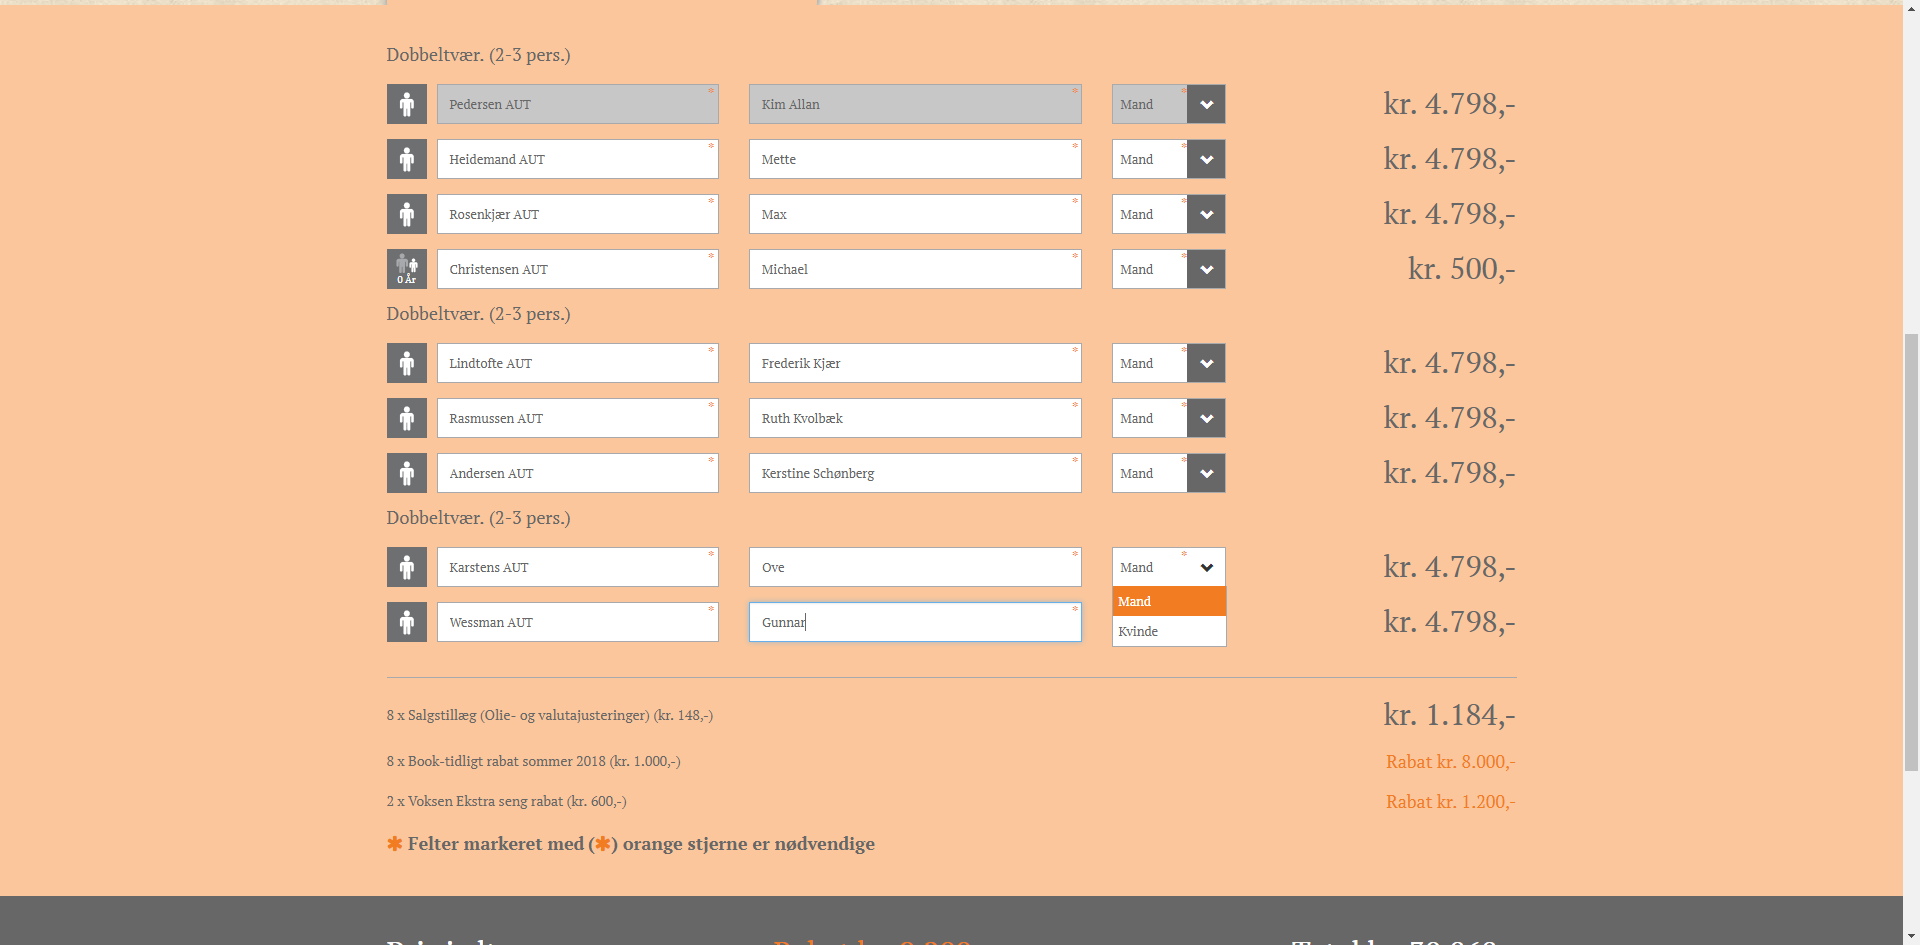 Dobbeltvær. (2-3 pers.)
Pedersen AUT * Kim Allan * Mand * kr. 4.798,-
Heidemand AUT * Mette * Mand * kr. 4.798,-
Rosenkjær AUT * Max * Mand * kr. 4.798,-
0 År Christensen AUT * Michael * Mand * kr. 500,-
Dobbeltvær. (2-3 pers.)
Lindtofte AUT * Frederik Kjær * Mand * kr. 4.798,-
Rasmussen AUT * Ruth Kvolbæk * Mand * kr. 4.798,-
Andersen AUT * Kerstine Schønberg * Mand * kr. 4.798,-
Dobbeltvær. (2-3 pers.)
Karstens AUT * Ove * Mand * kr. 4.798,-
Mand
Wessman AUT * Gunnar * kr. 4.798,-
Kvinde
8 x Salgstillæg (Olie- og valutajusteringer) (kr. 148,-) kr. 1.184,-
8 x Book-tidligt rabat sommer 2018 (kr. 1.000,-) Rabat kr. 8.000,-
2 x Voksen Ekstra seng rabat (kr. 600,-) Rabat kr. 1.200,-
* Felter markeret med (*) orange stjerne er nødvendige